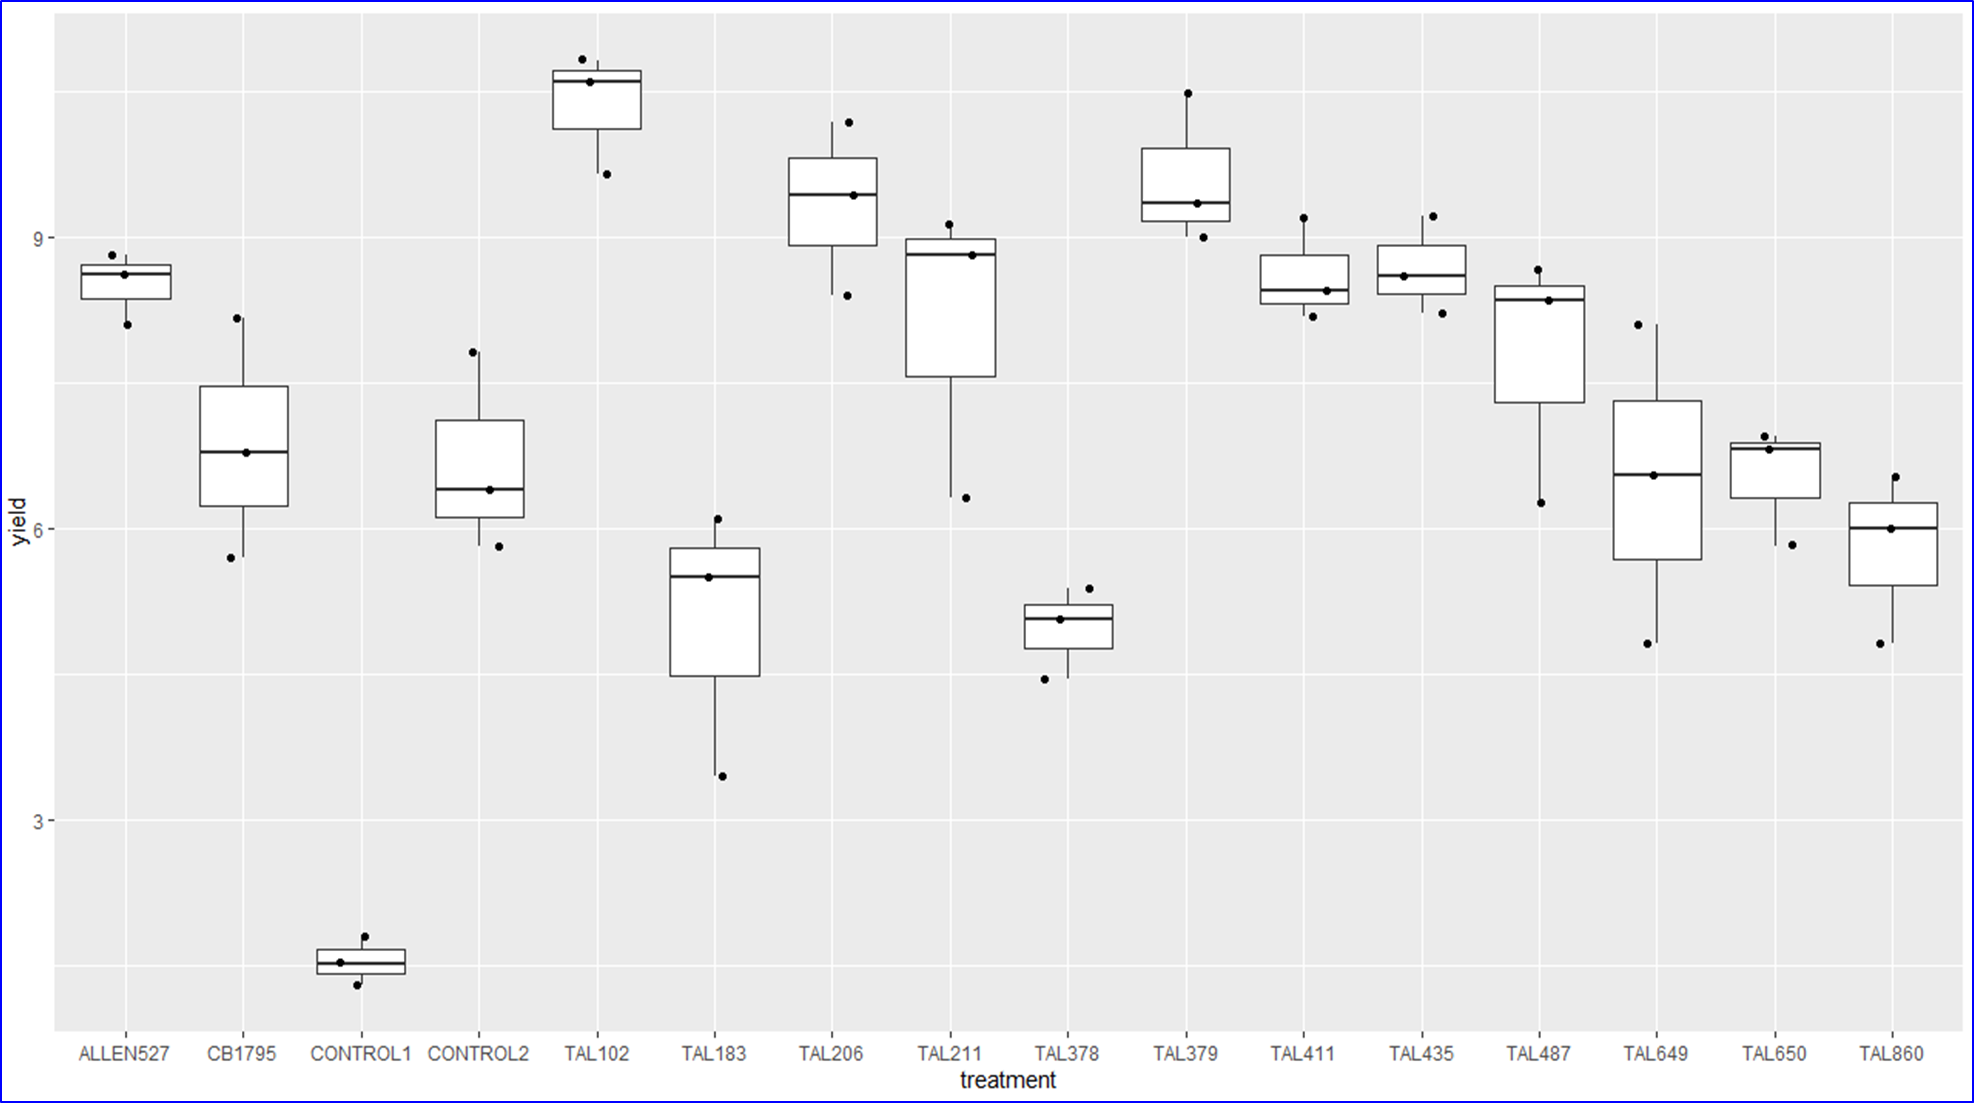 yield
9
6
3
ALLEN527 CB1795 CONTROL1 CONTROL2 TAL102 TAL183 TAL206 TAL211 TAL378 TAL379 TAL411 TAL435 TAL487 TAL649 TAL650 TAL860
treatment